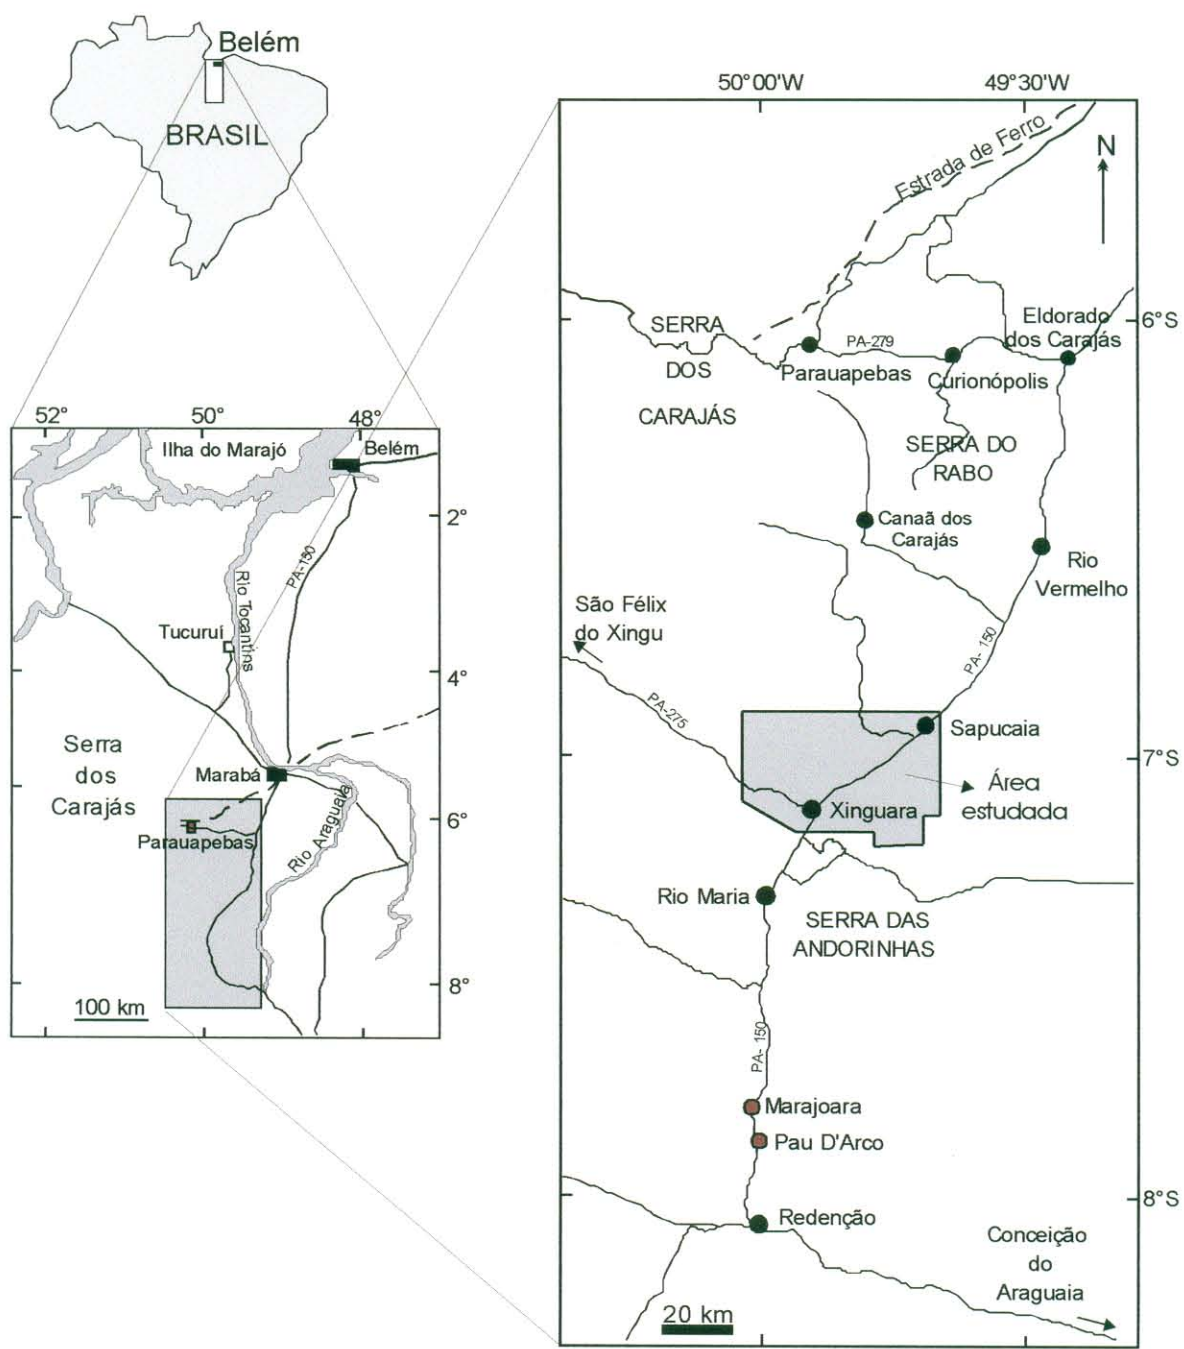 Belém
BRASIL
52°
50°
48°
Ilha do Marajó
Belém
2°
PA-150
Rio Tocantins
Tucuruí
4°
Serra
dos
Carajás
Marabá
Rio Araguaia
6°
Parauapebas
8°
100 km
50°00'W
49°30'W
N
Estrada de Ferro
6°S
SERRA
DOS
CARAJÁS
PA-279
Eldorado
dos Carajás
Parauapebas
Curionópolis
SERRA DO
RABO
Canaã dos
Carajás
Rio
Vermelho
São Félix
do Xingu
PA- 150
PA-275
Sapucaia
7°S
Área
estudada
Xinguara
Rio Maria
SERRA DAS
ANDORINHAS
PA- 150
Marajoara
Pau D'Arco
8°S
Redenção
Conceição
do
Araguaia
20 km